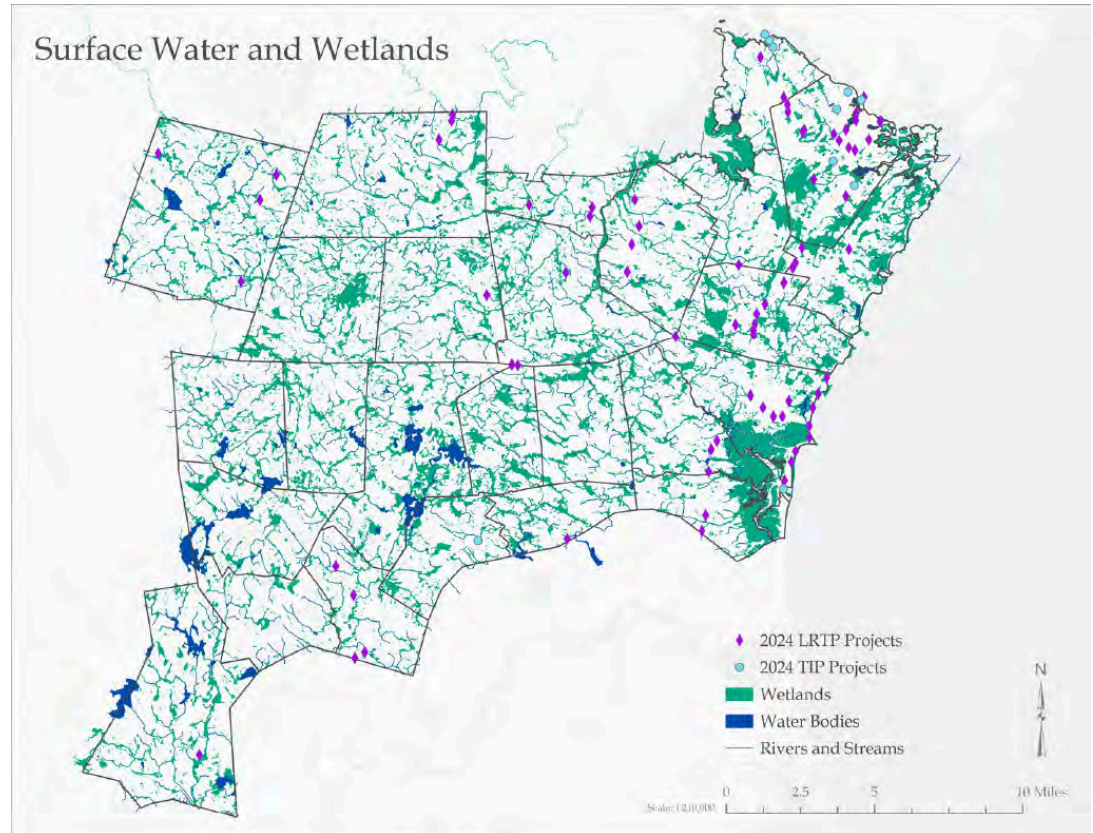 Surface Water and Wetlands
2024 LRTP Projects
2024 TIP Projects
Wetlands
Water Bodies
Rivers and Streams
N
0 2.5 5 10 Miles
Scale: